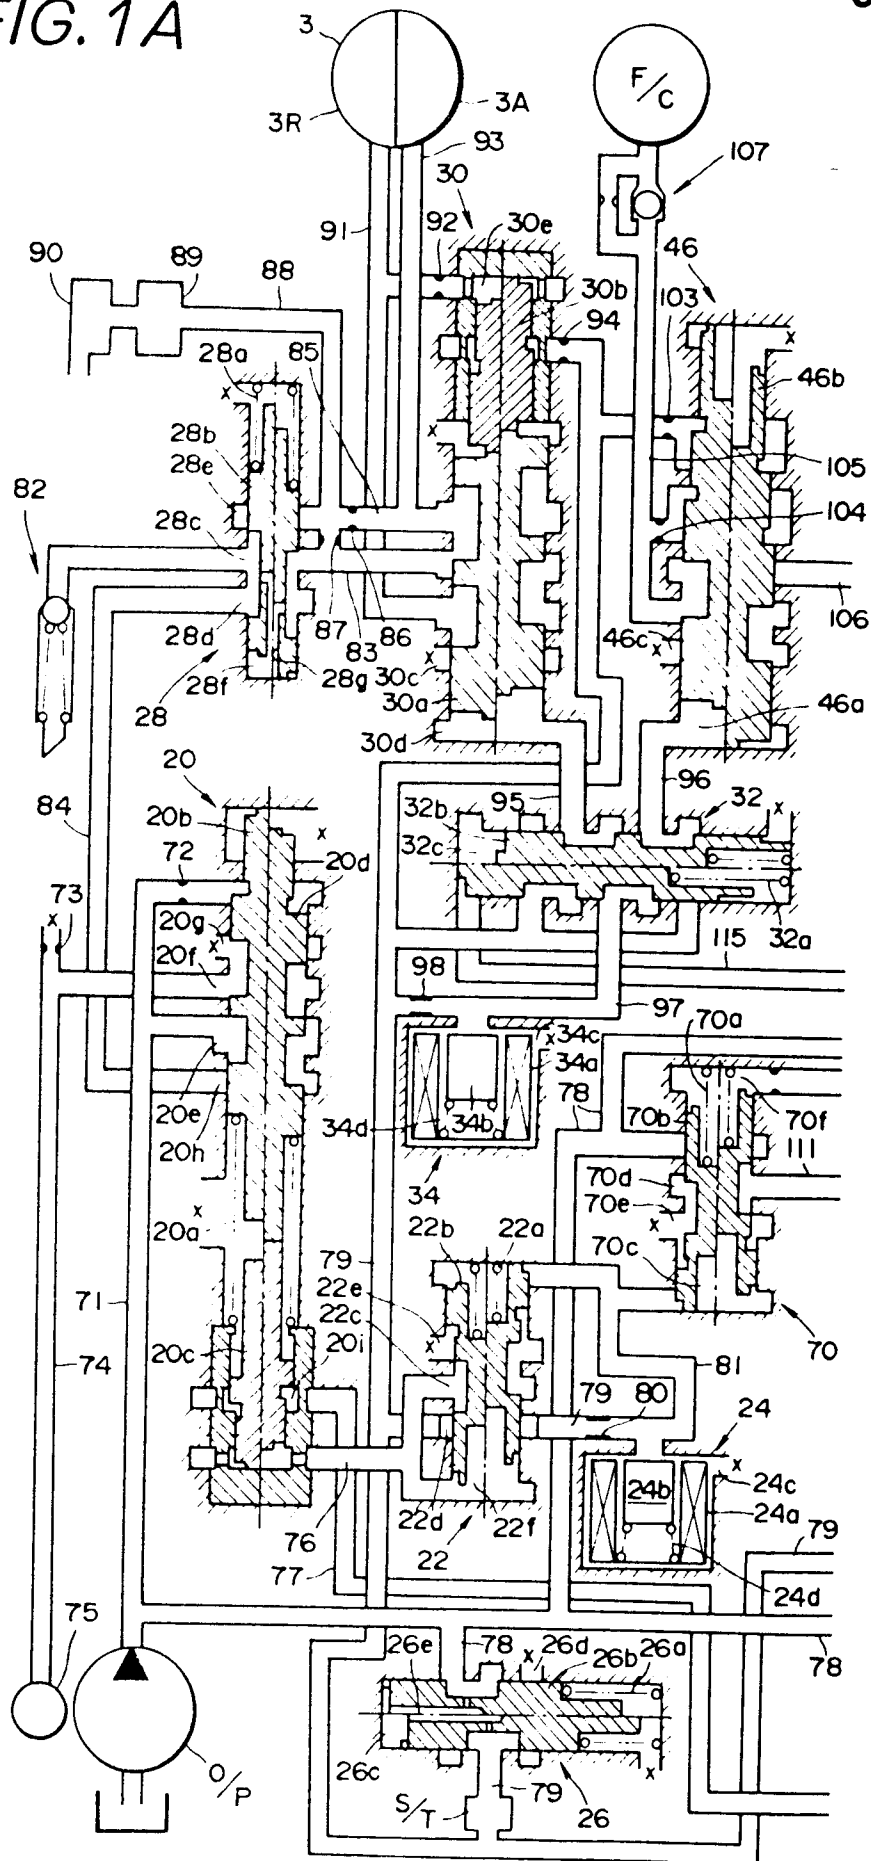 FIG. 1A
3
F/C
3R
3A
93
107
30
91
92
30e
46
90
89
88
30b
103
94
28a
85
x
x
46b
28b
x
28e
105
82
28c
104
106
28d
87
86
46c
83
x
28f
28g
30c
x
28
30a
46a
30d
20
96
84
95
32
20b
32b
x
x
72
20d
32c
73
x
20g
x
20f
32a
98
115
97
34c
70a
x
34a
20e
34b
78
70b
70f
20h
34d
111
34
70d
70e
x
20a
x
22b
22a
70c
79
22e
71
22c
x
70
20c
20i
81
74
79
80
24
x
24b
24c
24a
76
22d
22f
79
77
22
24d
75
78
26d
26a
26e
x
26b
78
O/P
26c
79
x
S/T
26